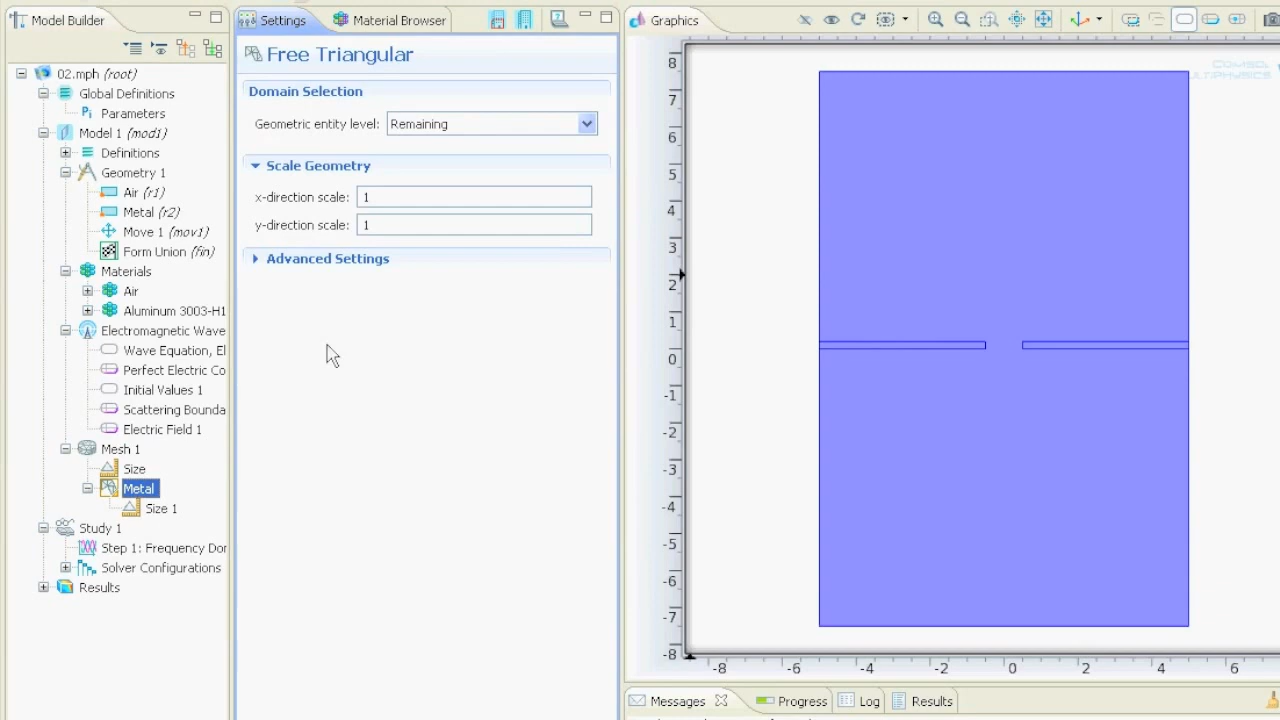 Model Builder
02.mph (root)
Global Definitions
Parameters
Model 1 (mod1)
Definitions
Geometry 1
Air (r1)
Metal (r2)
Move 1 (mov1)
Form Union (fin)
Materials
Air
Aluminum 3003-H1
Electromagnetic Wave
Wave Equation, El
Perfect Electric Co
Initial Values 1
Scattering Bounda
Electric Field 1
Mesh 1
Size
Metal
Size 1
Study 1
Step 1: Frequency Dor
Solver Configurations
Results
Settings
Material Browser
Free Triangular
Domain Selection
Geometric entity level: Remaining
Scale Geometry
x-direction scale: 1
y-direction scale: 1
Advanced Settings
Graphics
8
7
6
5
4
3
2
1
0
-1
-2
-3
-4
-5
-6
-7
-8
-8 -6 -4 -2 0 2 4 6
Messages Progress Log Results